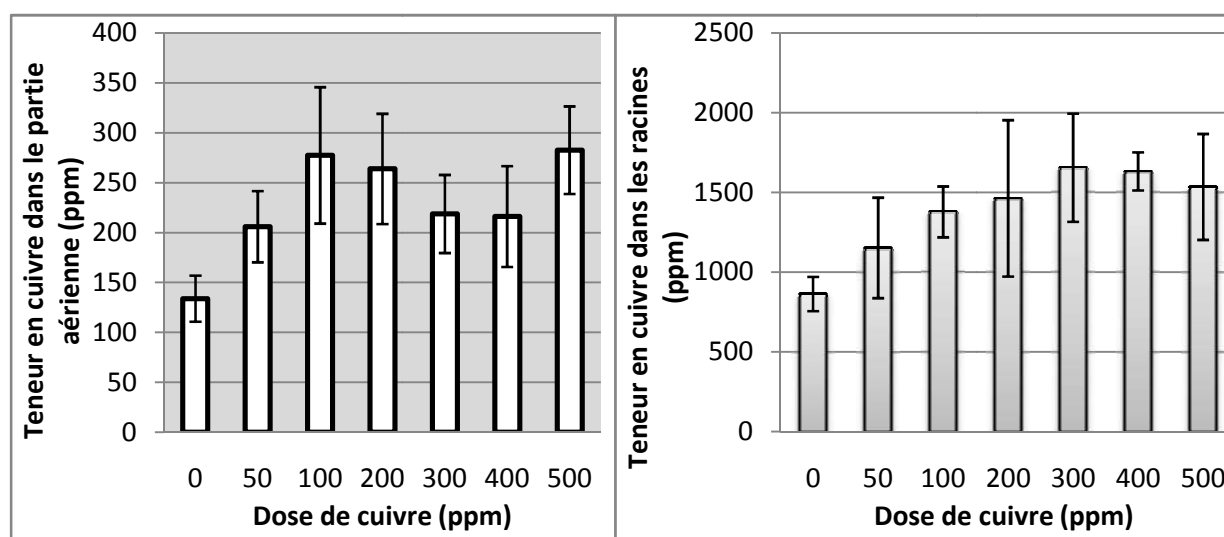 Teneur en cuivre dans le partie
aérienne (ppm)
400
350
300
250
200
150
100
50
0
0 50 100 200 300 400 500
Dose de cuivre (ppm)
Teneur en cuivre dans les racines
(ppm)
2500
2000
1500
1000
500
0
0 50 100 200 300 400 500
Dose de cuivre (ppm)